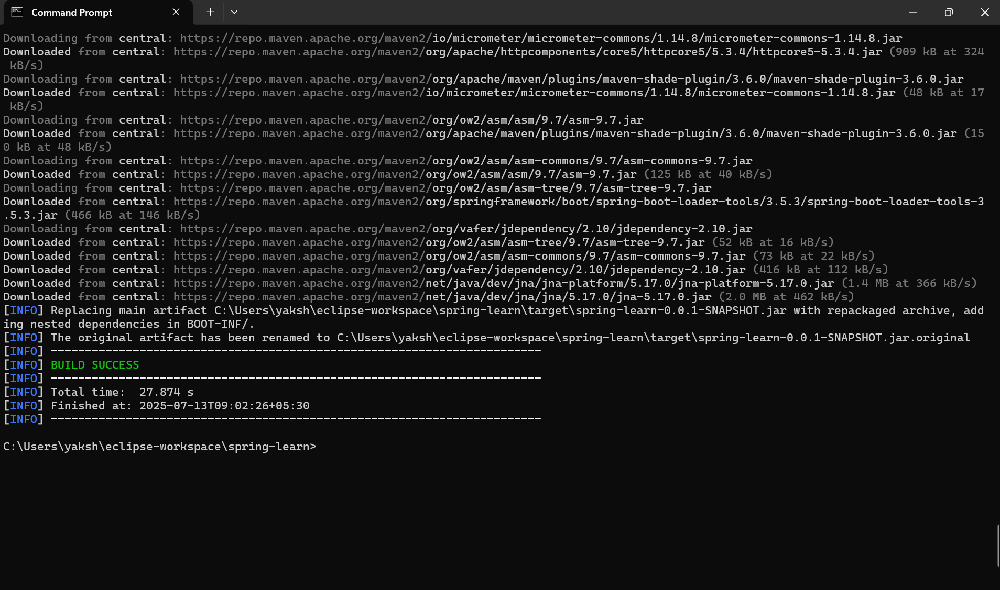 Command Prompt
Downloading from central: https://repo.maven.apache.org/maven2/io/micrometer/micrometer-commons/1.14.8/micrometer-commons-1.14.8.jar
Downloaded from central: https://repo.maven.apache.org/maven2/org/apache/httpcomponents/core5/httpcore5/5.3.4/httpcore5-5.3.4.jar (909 kB at 324
 kB/s)
Downloading from central: https://repo.maven.apache.org/maven2/org/apache/maven/plugins/maven-shade-plugin/3.6.0/maven-shade-plugin-3.6.0.jar
Downloaded from central: https://repo.maven.apache.org/maven2/io/micrometer/micrometer-commons/1.14.8/micrometer-commons-1.14.8.jar (48 kB at 17
 kB/s)
Downloading from central: https://repo.maven.apache.org/maven2/org/ow2/asm/asm/9.7/asm-9.7.jar
Downloaded from central: https://repo.maven.apache.org/maven2/org/apache/maven/plugins/maven-shade-plugin/3.6.0/maven-shade-plugin-3.6.0.jar (15
0 kB at 48 kB/s)
Downloading from central: https://repo.maven.apache.org/maven2/org/ow2/asm/asm-commons/9.7/asm-commons-9.7.jar
Downloaded from central: https://repo.maven.apache.org/maven2/org/ow2/asm/asm/9.7/asm-9.7.jar (125 kB at 40 kB/s)
Downloading from central: https://repo.maven.apache.org/maven2/org/ow2/asm/asm-tree/9.7/asm-tree-9.7.jar
Downloaded from central: https://repo.maven.apache.org/maven2/org/springframework/boot/spring-boot-loader-tools/3.5.3/spring-boot-loader-tools-3
.5.3.jar (466 kB at 146 kB/s)
Downloading from central: https://repo.maven.apache.org/maven2/org/vafer/jdependency/2.10/jdependency-2.10.jar
Downloaded from central: https://repo.maven.apache.org/maven2/org/ow2/asm/asm-tree/9.7/asm-tree-9.7.jar (52 kB at 16 kB/s)
Downloaded from central: https://repo.maven.apache.org/maven2/org/ow2/asm/asm-commons/9.7/asm-commons-9.7.jar (73 kB at 22 kB/s)
Downloaded from central: https://repo.maven.apache.org/maven2/org/vafer/jdependency/2.10/jdependency-2.10.jar (416 kB at 112 kB/s)
Downloaded from central: https://repo.maven.apache.org/maven2/net/java/dev/jna/jna-platform/5.17.0/jna-platform-5.17.0.jar (1.4 MB at 366 kB/s)
Downloaded from central: https://repo.maven.apache.org/maven2/net/java/dev/jna/jna/5.17.0/jna-5.17.0.jar (2.0 MB at 462 kB/s)
[INFO] Replacing main artifact C:\Users\yaksh\eclipse-workspace\spring-learn\target\spring-learn-0.0.1-SNAPSHOT.jar with repackaged archive, add
ing nested dependencies in BOOT-INF/.
[INFO] The original artifact has been renamed to C:\Users\yaksh\eclipse-workspace\spring-learn\target\spring-learn-0.0.1-SNAPSHOT.jar.original
[INFO] ------------------------------------------------------------------------
[INFO] BUILD SUCCESS
[INFO] ------------------------------------------------------------------------
[INFO] Total time:  27.874 s
[INFO] Finished at: 2025-07-13T09:02:26+05:30
[INFO] ------------------------------------------------------------------------
C:\Users\yaksh\eclipse-workspace\spring-learn>